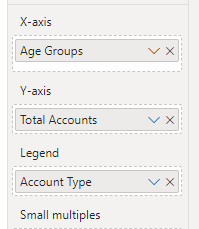 X-axis
Age Groups
Y-axis
Total Accounts
Legend
Account Type
Small multiples